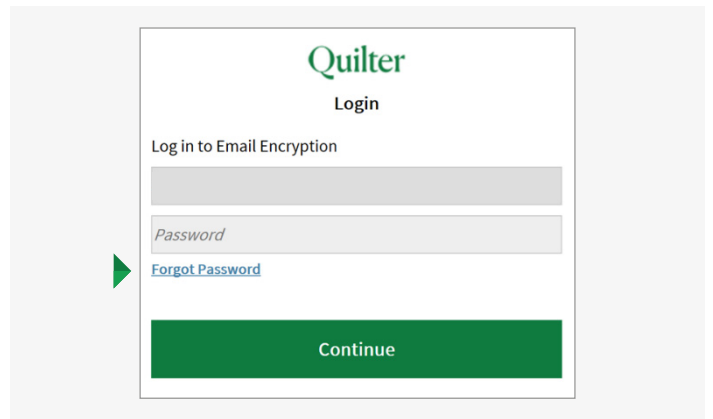 Quilter
Login
Log in to Email Encryption
Password
Forgot Password
Continue